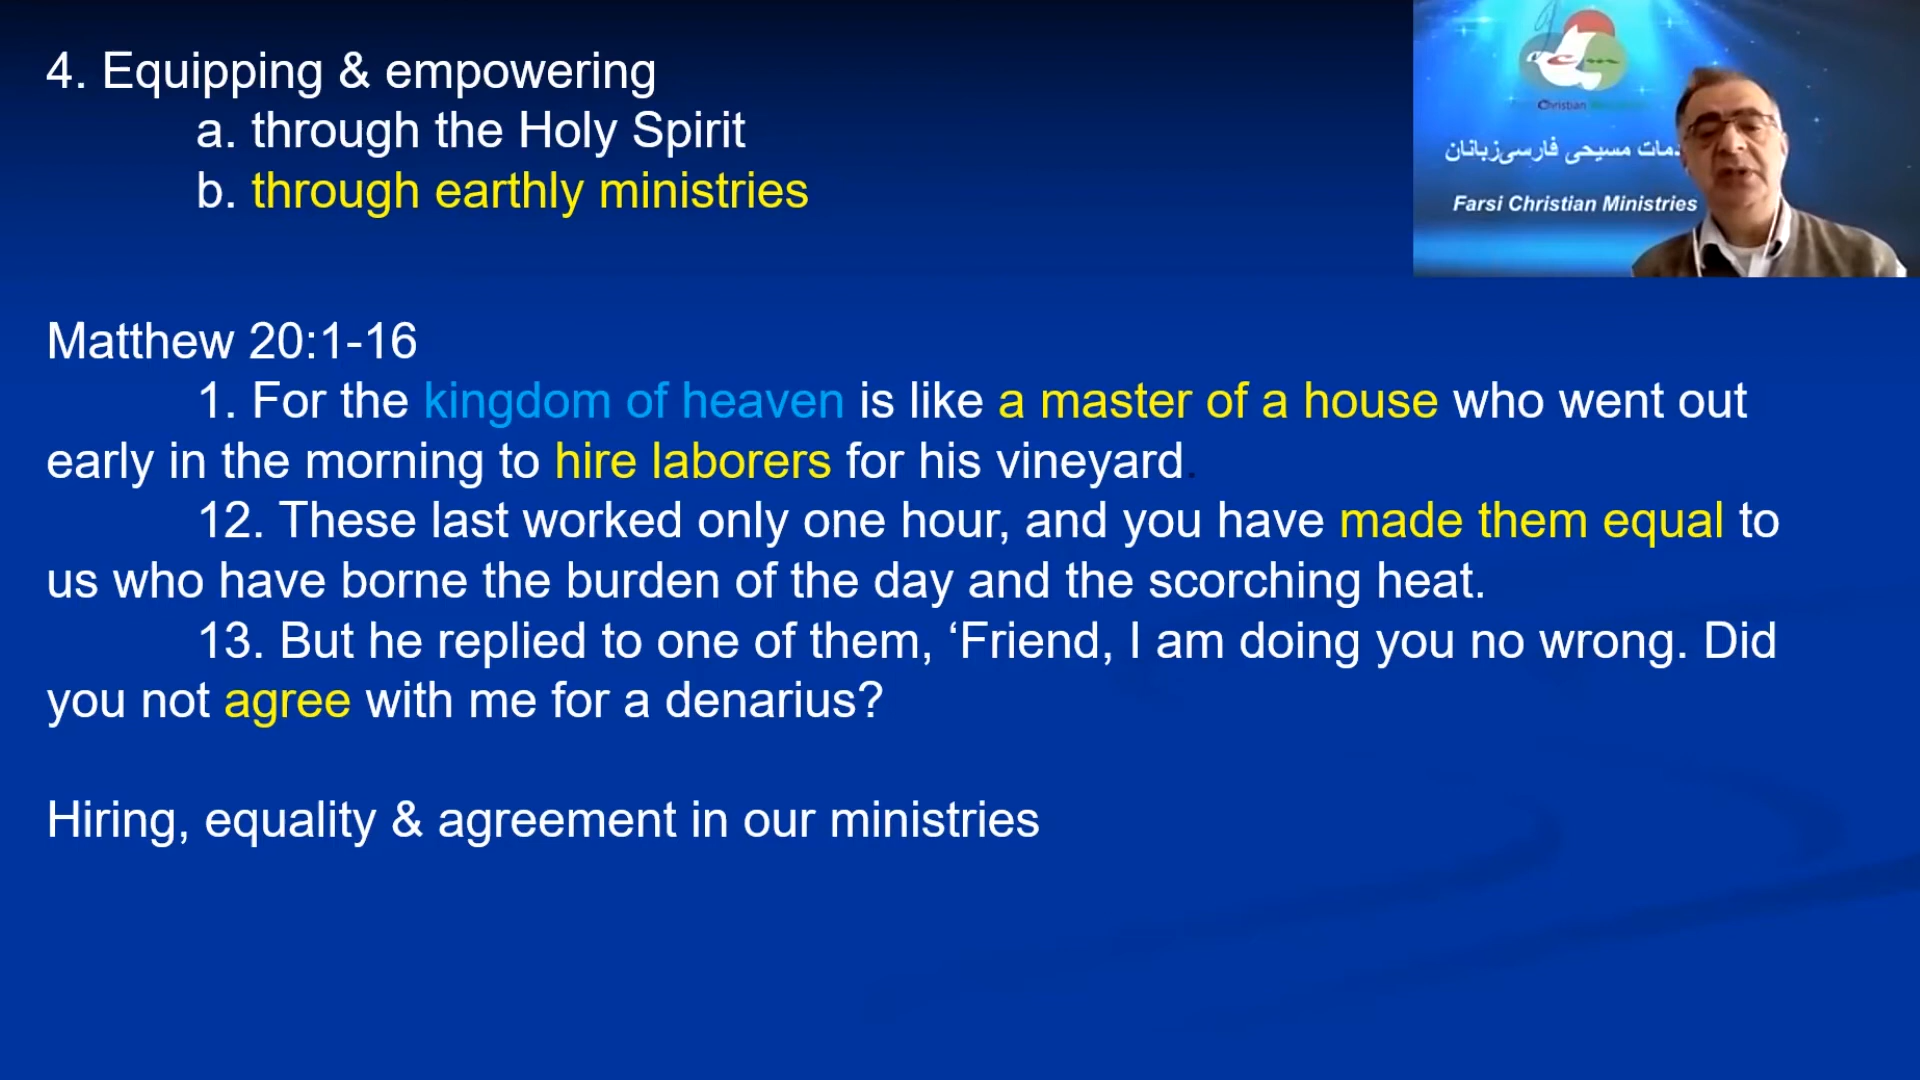 4. Equipping & empowering
a. through the Holy Spirit
b. through earthly ministries
Christian
مسیحی فارسی‌زبانان
Farsi Christian Ministries
Matthew 20:1-16
1. For the kingdom of heaven is like a master of a house who went out
early in the morning to hire laborers for his vineyard.
12. These last worked only one hour, and you have made them equal to
us who have borne the burden of the day and the scorching heat.
13. But he replied to one of them, ‘Friend, I am doing you no wrong. Did
you not agree with me for a denarius?
Hiring, equality & agreement in our ministries